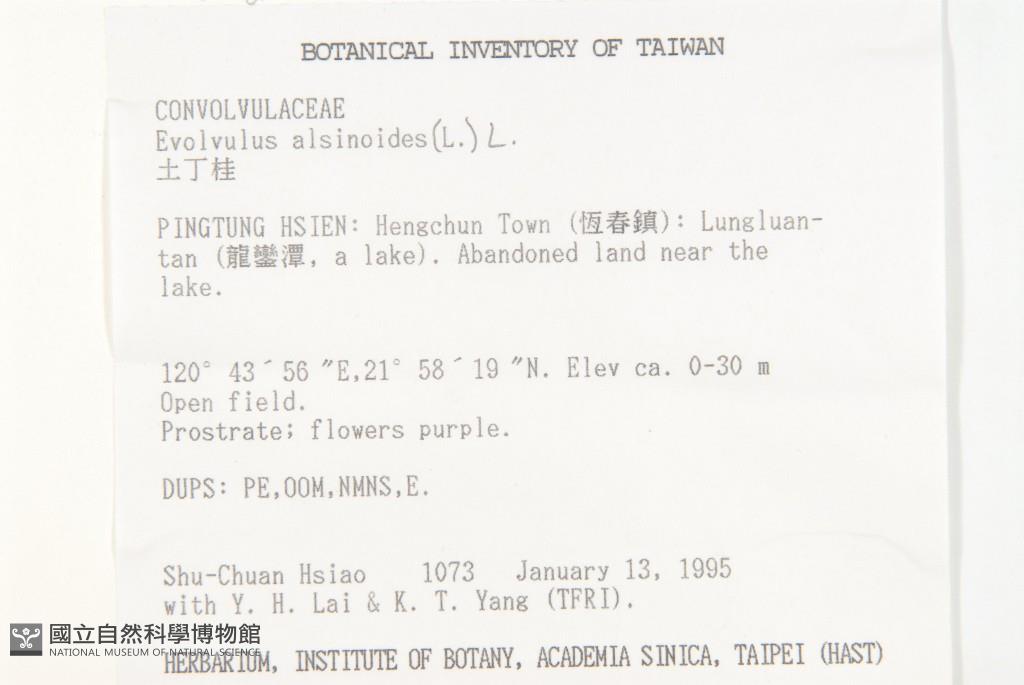 BOTANICAL INVENTORY OF TAIWAN
CONVOLVULACEAE
Evolvulus alsinoides(L.) L.
土丁桂
PINGTUNG HSIEN: Hengchun Town (恆春鎮): Lungluan-
tan (龍鑾潭, a lake). Abandoned land near the
lake.
120° 43´ 56 "E,21° 58´ 19 "N. Elev ca. 0-30 m
Open field.
Prostrate; flowers purple.
DUPS: PE,OOM,NMNS,E.
Shu-Chuan Hsiao 1073 January 13, 1995
with Y. H. Lai & K. T. Yang (TFRI).
國立自然科學博物館
NATIONAL MUSEUM OF NATURAL SCIENCE
HERBARIUM, INSTITUTE OF BOTANY, ACADEMIA SINICA, TAIPEI (HAST)